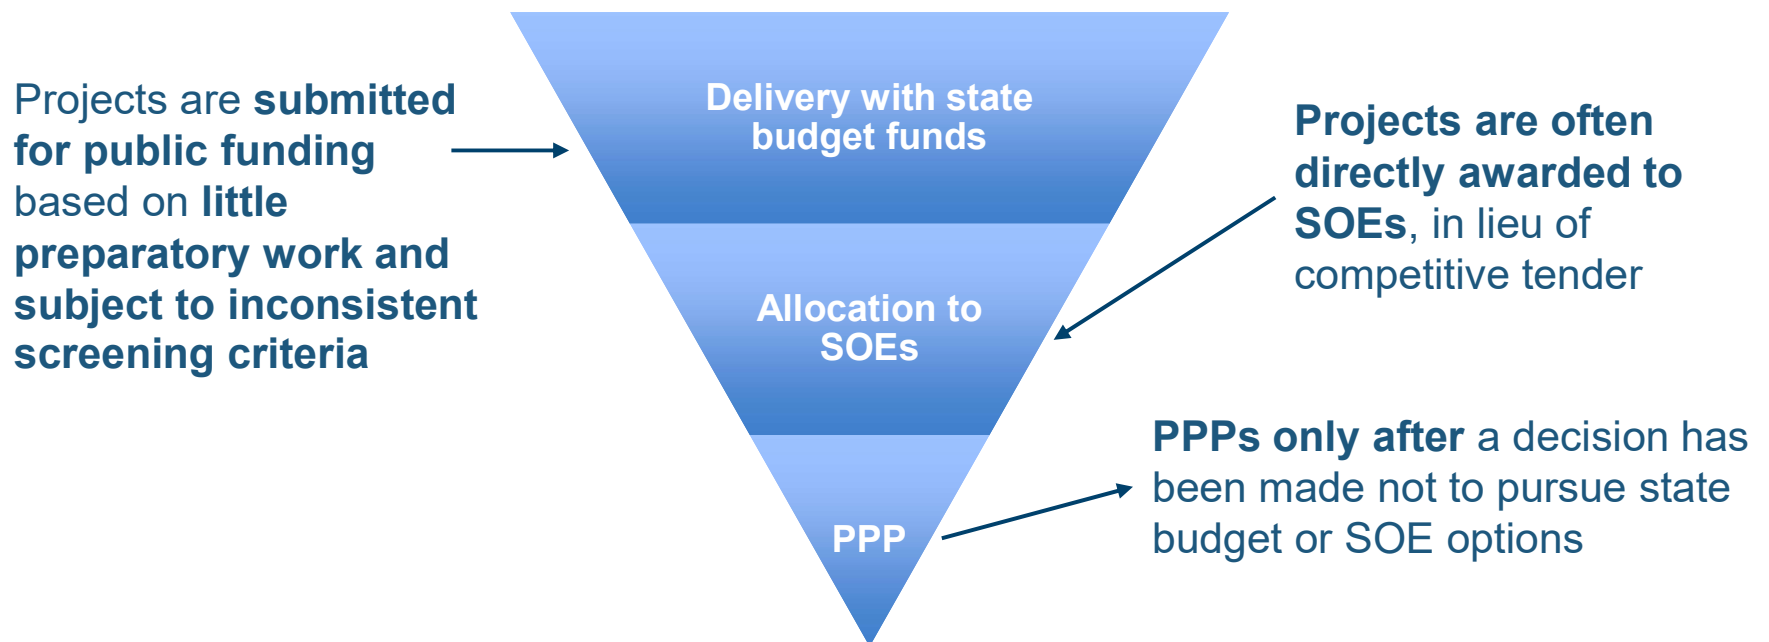 Projects are submitted
for public funding
based on little
preparatory work and
subject to inconsistent
screening criteria
Delivery with state
budget funds
Projects are often
directly awarded to
SOEs, in lieu of
competitive tender
Allocation to
SOEs
PPP
PPPs only after a decision has
been made not to pursue state
budget or SOE options